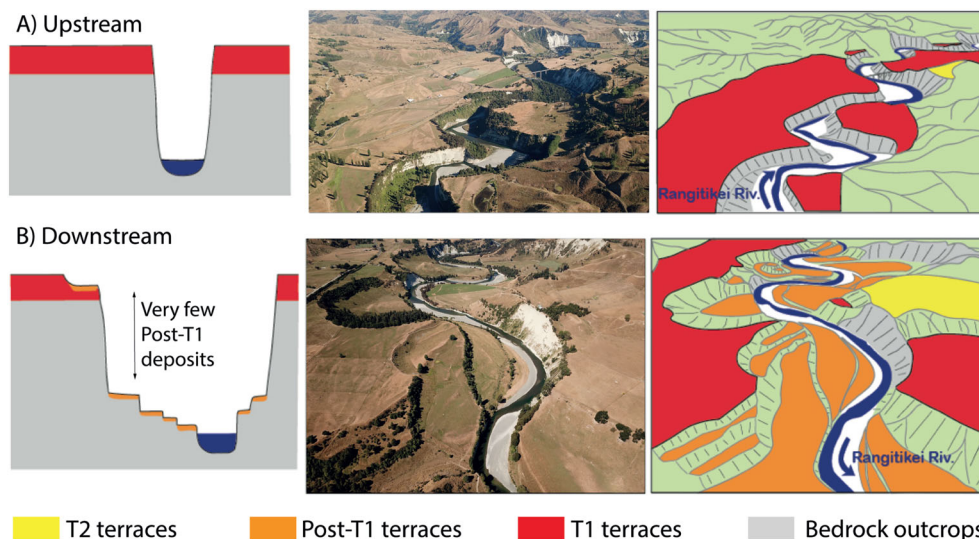 A) Upstream
Rangitikei Riv.
B) Downstream
Very few
Post-T1
deposits
Rangitikei Riv.
T2 terraces
Post-T1 terraces
T1 terraces
Bedrock outcrops